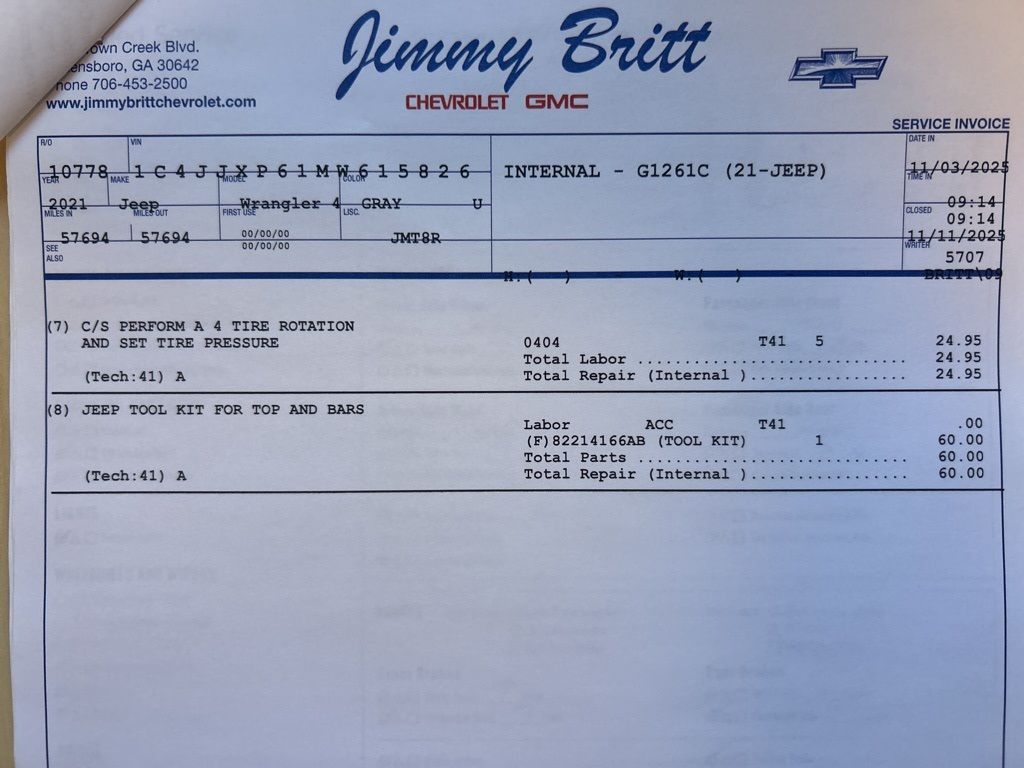 own Creek Blvd.
ensboro, GA 30642
hone 706-453-2500
www.jimmybrittchevrolet.com
Jimmy Britt
CHEVROLET GMC
SERVICE INVOICE
R/O VIN DATE IN
10778 1C4JJXP61MW615826 INTERNAL - G1261C (21-JEEP) 11/03/2025
YEAR MAKE MODEL COLOR TIME IN
2021 Jeep Wrangler 4 GRAY U 09:14
MILES IN MILES OUT FIRST USE LISC. CLOSED 09:14
57694 57694 00/00/00 JMT8R 11/11/2025
00/00/00
SEE ALSO WRITER 5707
H:( ) - W:( ) - BRITT\09
(7) C/S PERFORM A 4 TIRE ROTATION
AND SET TIRE PRESSURE 0404 T41 5 24.95
Total Labor ............................ 24.95
(Tech:41) A Total Repair (Internal )................ 24.95
(8) JEEP TOOL KIT FOR TOP AND BARS
Labor ACC T41 .00
(F)82214166AB (TOOL KIT) 1 60.00
Total Parts ............................ 60.00
(Tech:41) A Total Repair (Internal )................ 60.00